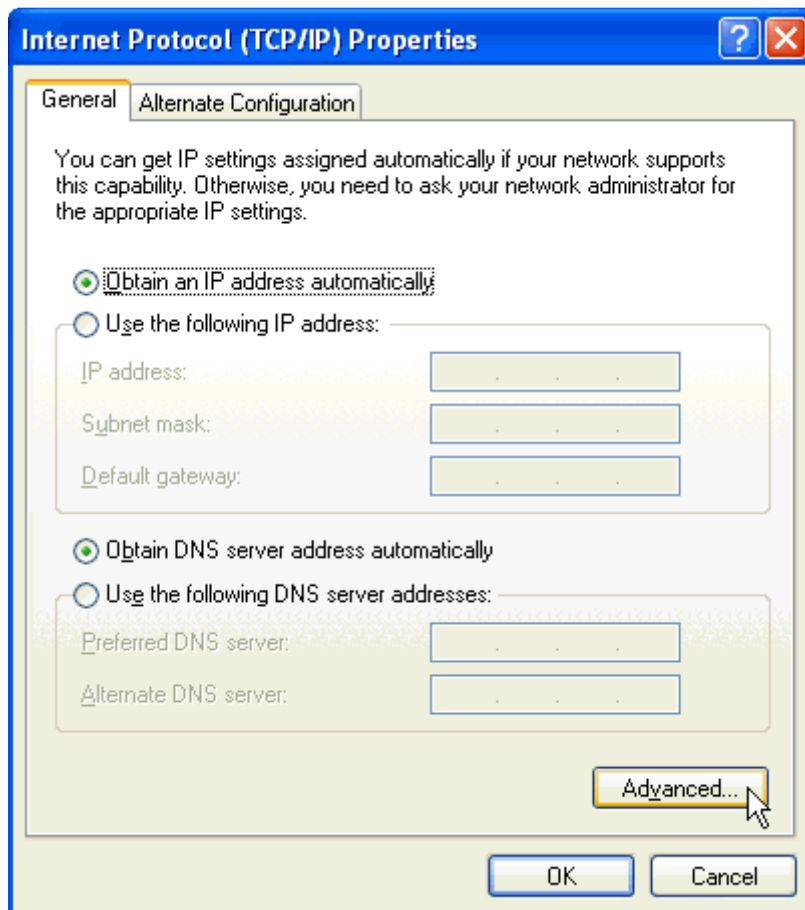 Internet Protocol (TCP/IP) Properties
General
Alternate Configuration
You can get IP settings assigned automatically if your network supports
this capability. Otherwise, you need to ask your network administrator for
the appropriate IP settings.
Obtain an IP address automatically
Use the following IP address:
IP address:
Subnet mask:
Default gateway:
Obtain DNS server address automatically
Use the following DNS server addresses:
Preferred DNS server:
Alternate DNS server:
Advanced...
OK
Cancel